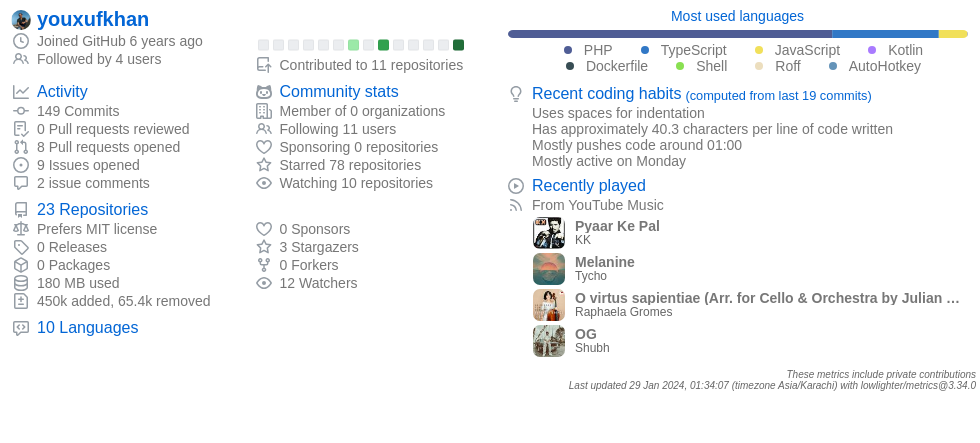 youxufkhan
Joined GitHub 6 years ago
Followed by 4 users
Contributed to 11 repositories
Activity
149 Commits
0 Pull requests reviewed
8 Pull requests opened
9 Issues opened
2 issue comments
Community stats
Member of 0 organizations
Following 11 users
Sponsoring 0 repositories
Starred 78 repositories
Watching 10 repositories
23 Repositories
Prefers MIT license
0 Releases
0 Packages
180 MB used
450k added, 65.4k removed
0 Sponsors
3 Stargazers
0 Forkers
12 Watchers
10 Languages
Most used languages
PHP TypeScript JavaScript Kotlin
Dockerfile Shell Roff AutoHotkey
Recent coding habits (computed from last 19 commits)
Uses spaces for indentation
Has approximately 40.3 characters per line of code written
Mostly pushes code around 01:00
Mostly active on Monday
Recently played
From YouTube Music
Pyaar Ke Pal
KK
Melanine
Tycho
O virtus sapientiae (Arr. for Cello & Orchestra by Julian …
Raphaela Gromes
OG
Shubh
These metrics include private contributions
Last updated 29 Jan 2024, 01:34:07 (timezone Asia/Karachi) with lowlighter/metrics@3.34.0